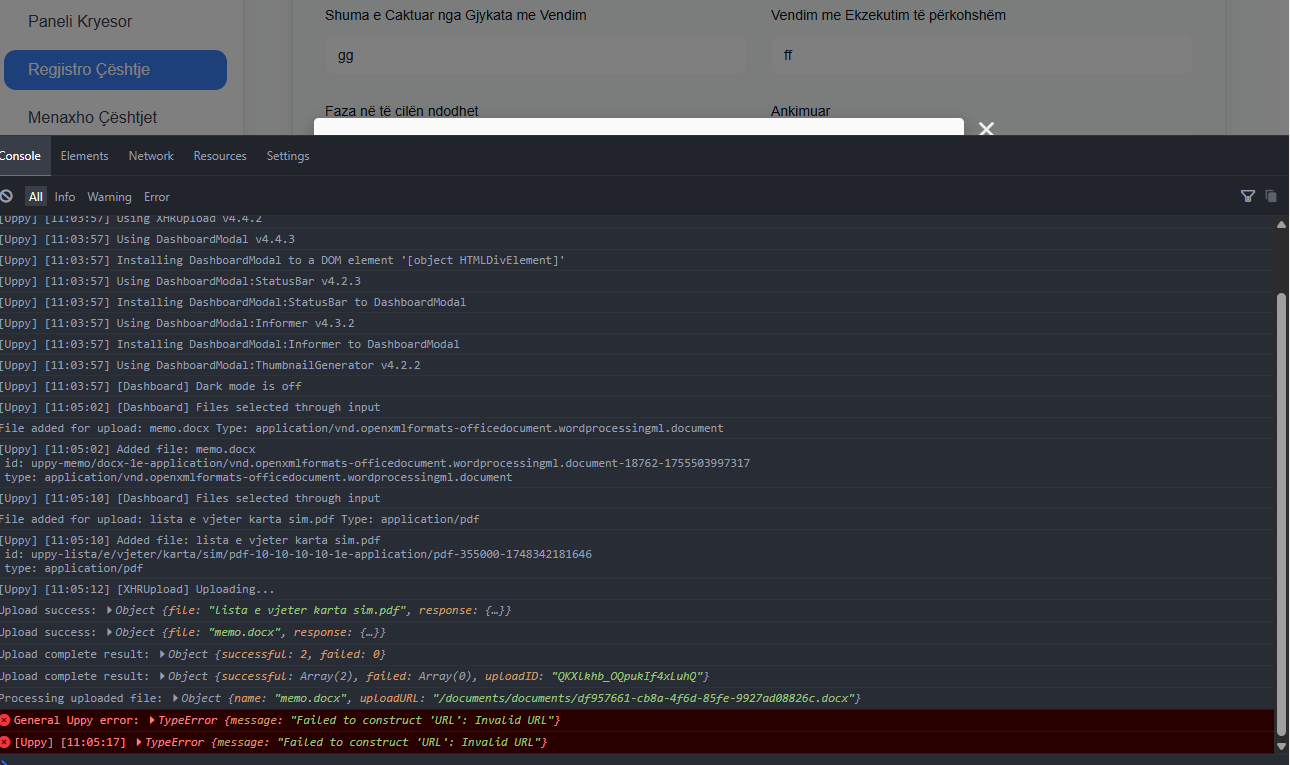 Paneli Kryesor
Shuma e Caktuar nga Gjykata me Vendim
Vendim me Ekzekutim të përkohshëm
gg
ff
Regjistro Çështje
Faza në të cilën ndodhet
Ankimuar
Menaxho Çështjet
Console Elements Network Resources Settings
All Info Warning Error
[Uppy] [11:03:57] Using XHRUpload v4.4.2
[Uppy] [11:03:57] Using DashboardModal v4.4.3
[Uppy] [11:03:57] Installing DashboardModal to a DOM element '[object HTMLDivElement]'
[Uppy] [11:03:57] Using DashboardModal:StatusBar v4.2.3
[Uppy] [11:03:57] Installing DashboardModal:StatusBar to DashboardModal
[Uppy] [11:03:57] Using DashboardModal:Informer v4.3.2
[Uppy] [11:03:57] Installing DashboardModal:Informer to DashboardModal
[Uppy] [11:03:57] Using DashboardModal:ThumbnailGenerator v4.2.2
[Uppy] [11:03:57] [Dashboard] Dark mode is off
[Uppy] [11:05:02] [Dashboard] Files selected through input
File added for upload: memo.docx Type: application/vnd.openxmlformats-officedocument.wordprocessingml.document
[Uppy] [11:05:02] Added file: memo.docx
id: uppy-memo/docx-1e-application/vnd.openxmlformats-officedocument.wordprocessingml.document-18762-1755503997317
type: application/vnd.openxmlformats-officedocument.wordprocessingml.document
[Uppy] [11:05:10] [Dashboard] Files selected through input
File added for upload: lista e vjeter karta sim.pdf Type: application/pdf
[Uppy] [11:05:10] Added file: lista e vjeter karta sim.pdf
id: uppy-lista/e/vjeter/karta/sim/pdf-10-10-10-10-1e-application/pdf-355000-1748342181646
type: application/pdf
[Uppy] [11:05:12] [XHRUpload] Uploading...
Upload success: Object {file: "lista e vjeter karta sim.pdf", response: {…}}
Upload success: Object {file: "memo.docx", response: {…}}
Upload complete result: Object {successful: 2, failed: 0}
Upload complete result: Object {successful: Array(2), failed: Array(0), uploadID: "QKXlkhb_OQpukIf4xLuhQ"}
Processing uploaded file: Object {name: "memo.docx", uploadURL: "/documents/documents/df957661-cb8a-4f6d-85fe-9927ad08826c.docx"}
General Uppy error: TypeError {message: "Failed to construct 'URL': Invalid URL"}
[Uppy] [11:05:17] TypeError {message: "Failed to construct 'URL': Invalid URL"}